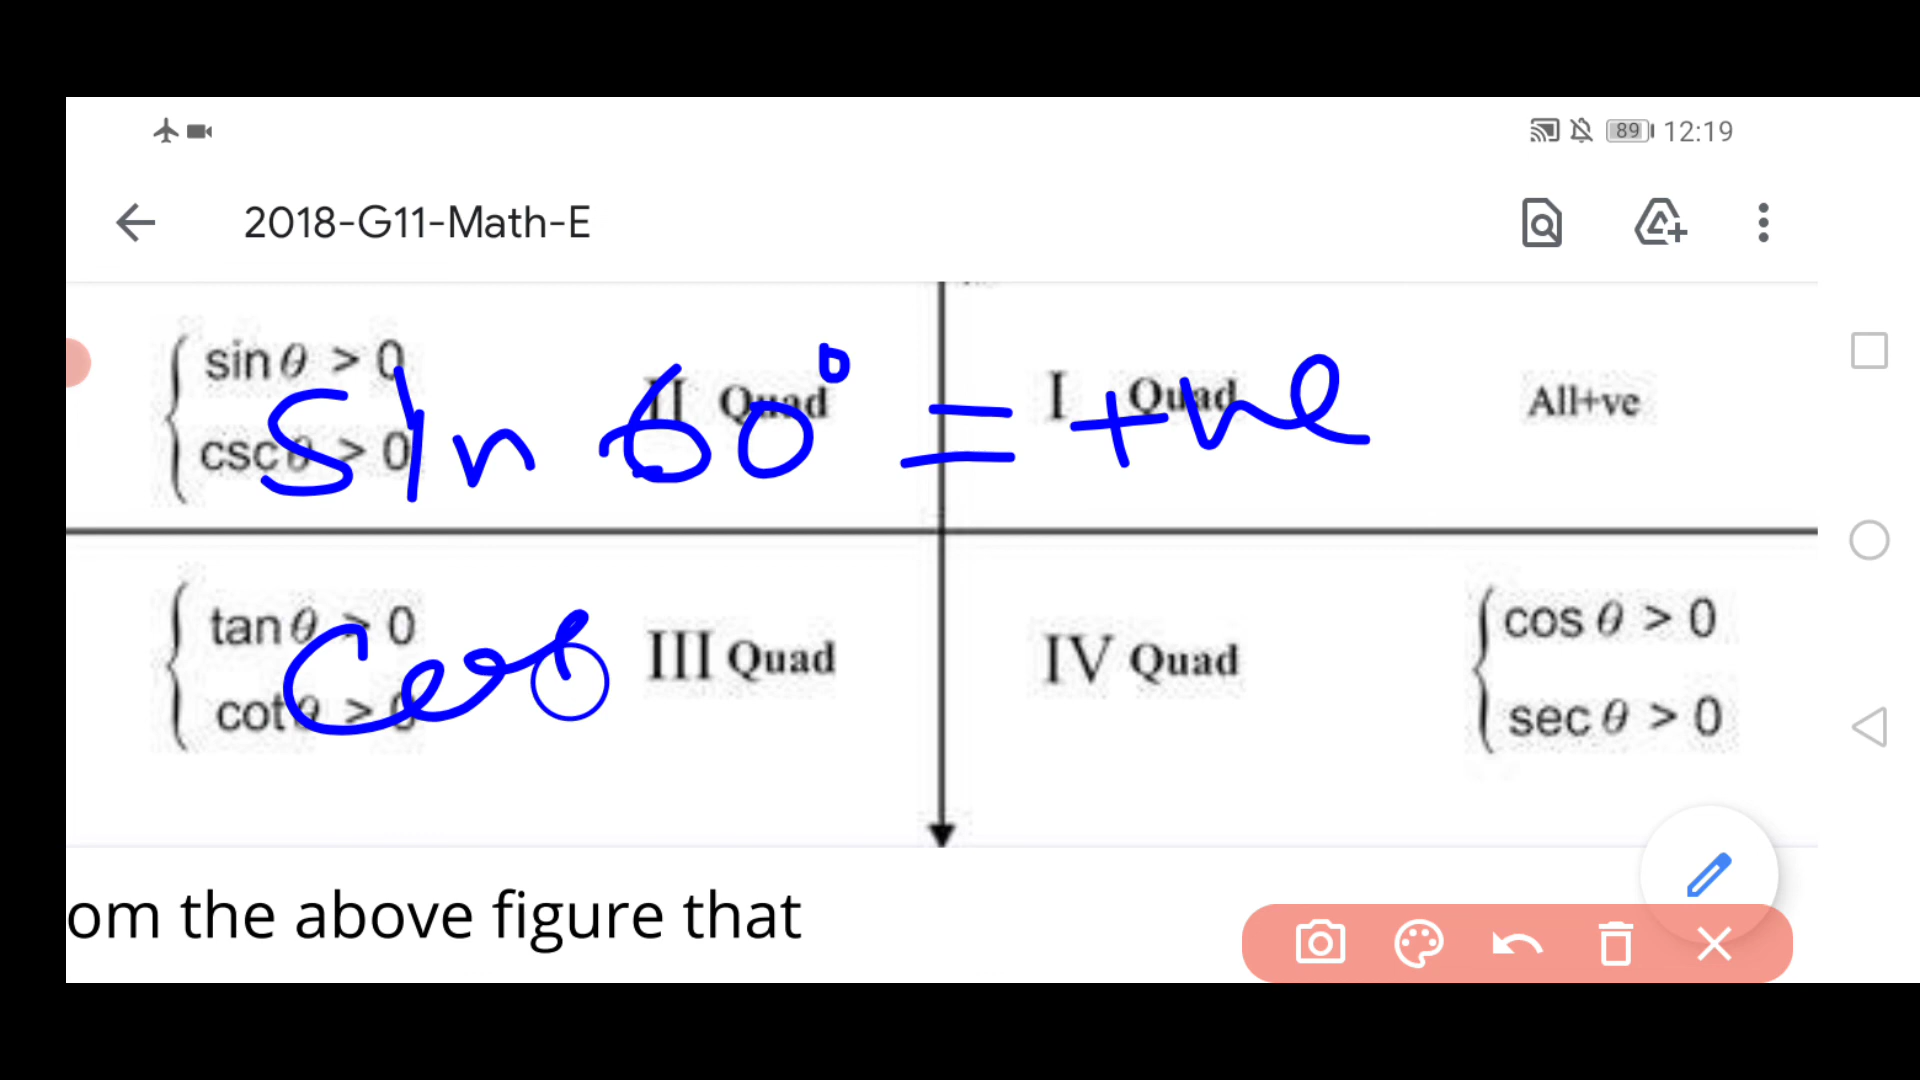 89 12:19
2018-G11-Math-E
sin θ > 0
csc θ > 0
II Quad
I Quad
All+ve
Sin 60° = +ve
tan θ > 0
cot θ > 0
III Quad
IV Quad
cos θ > 0
sec θ > 0
om the above figure that